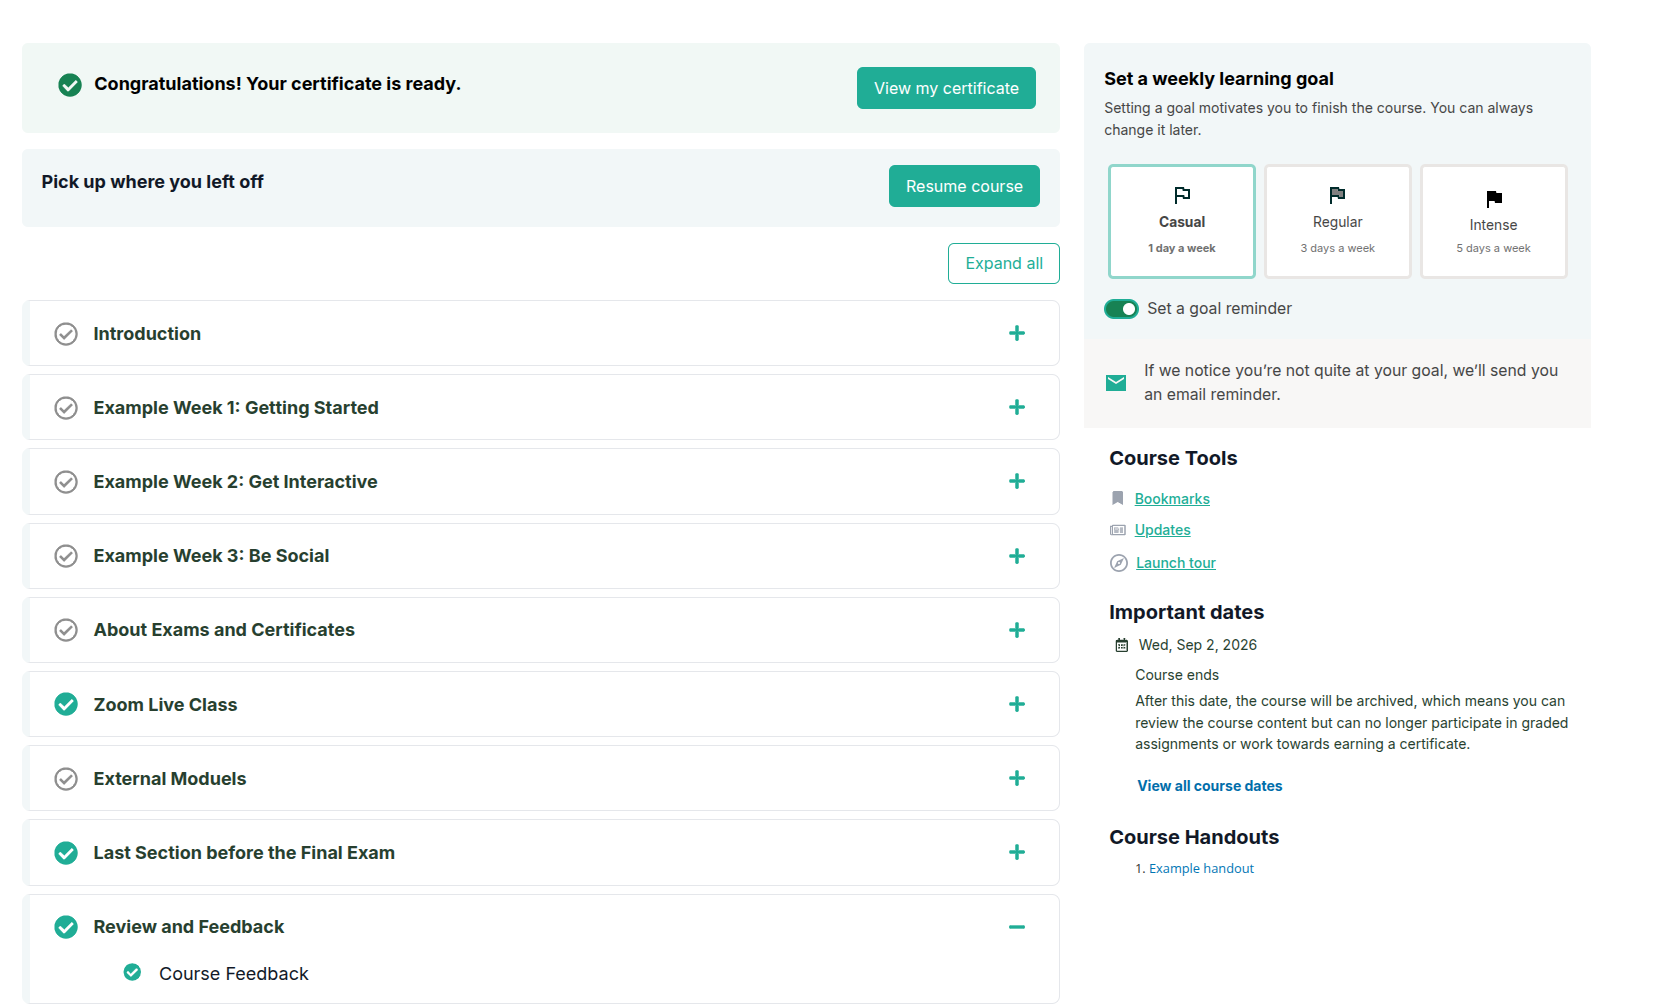 Congratulations! Your certificate is ready.
View my certificate
Pick up where you left off
Resume course
Expand all
Introduction
Example Week 1: Getting Started
Example Week 2: Get Interactive
Example Week 3: Be Social
About Exams and Certificates
Zoom Live Class
External Moduels
Last Section before the Final Exam
Review and Feedback
Course Feedback
Set a weekly learning goal
Setting a goal motivates you to finish the course. You can always
change it later.
Casual
1 day a week
Regular
3 days a week
Intense
5 days a week
Set a goal reminder
If we notice you’re not quite at your goal, we’ll send you
an email reminder.
Course Tools
Bookmarks
Updates
Launch tour
Important dates
Wed, Sep 2, 2026
Course ends
After this date, the course will be archived, which means you can
review the course content but can no longer participate in graded
assignments or work towards earning a certificate.
View all course dates
Course Handouts
1. Example handout